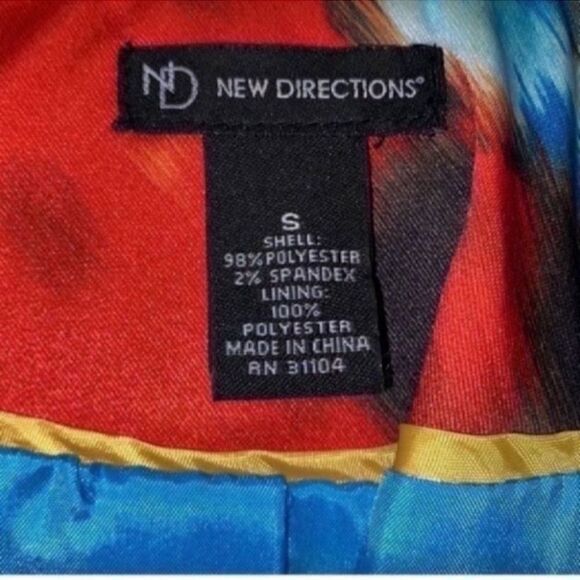 ND NEW DIRECTIONS®
S
SHELL:
98% POLYESTER
2% SPANDEX
LINING:
100%
POLYESTER
MADE IN CHINA
RN 31104